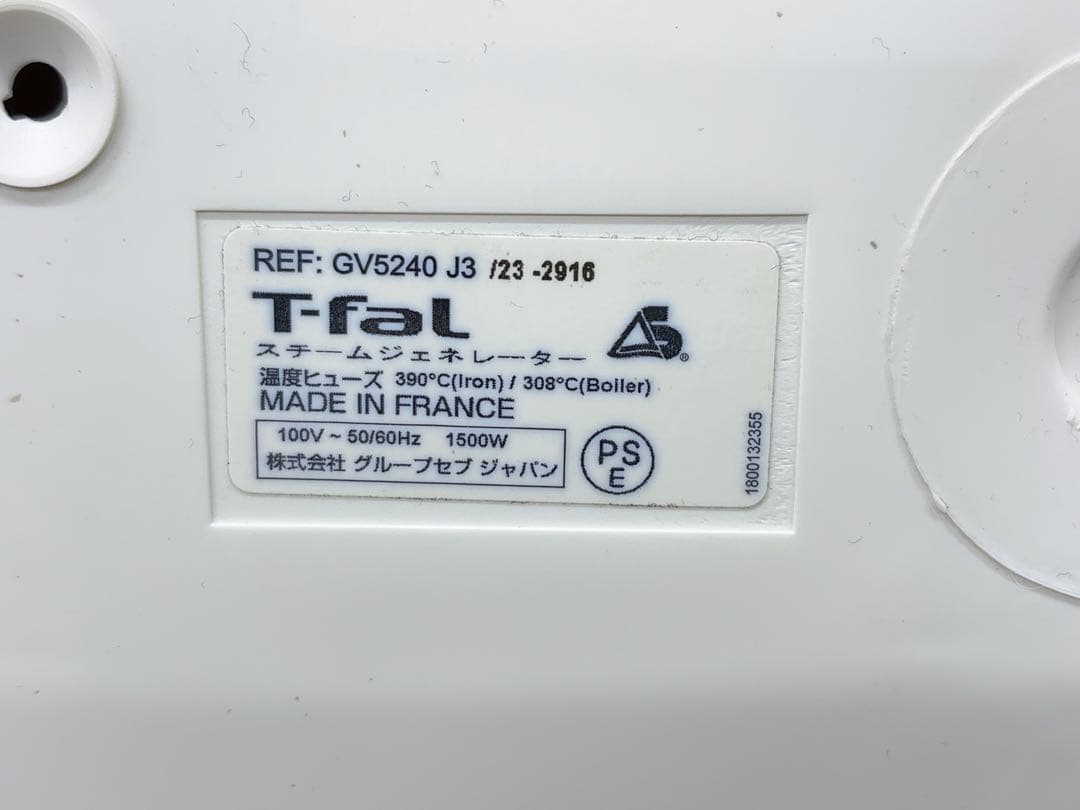 REF: GV5240 J3 /23 -2916
T-faL
スチームジェネレーター
温度ヒューズ 390°C(Iron) / 308°C(Boiler)
MADE IN FRANCE
100V ~ 50/60Hz 1500W
株式会社 グループセブ ジャパン
PS
E
1800132355